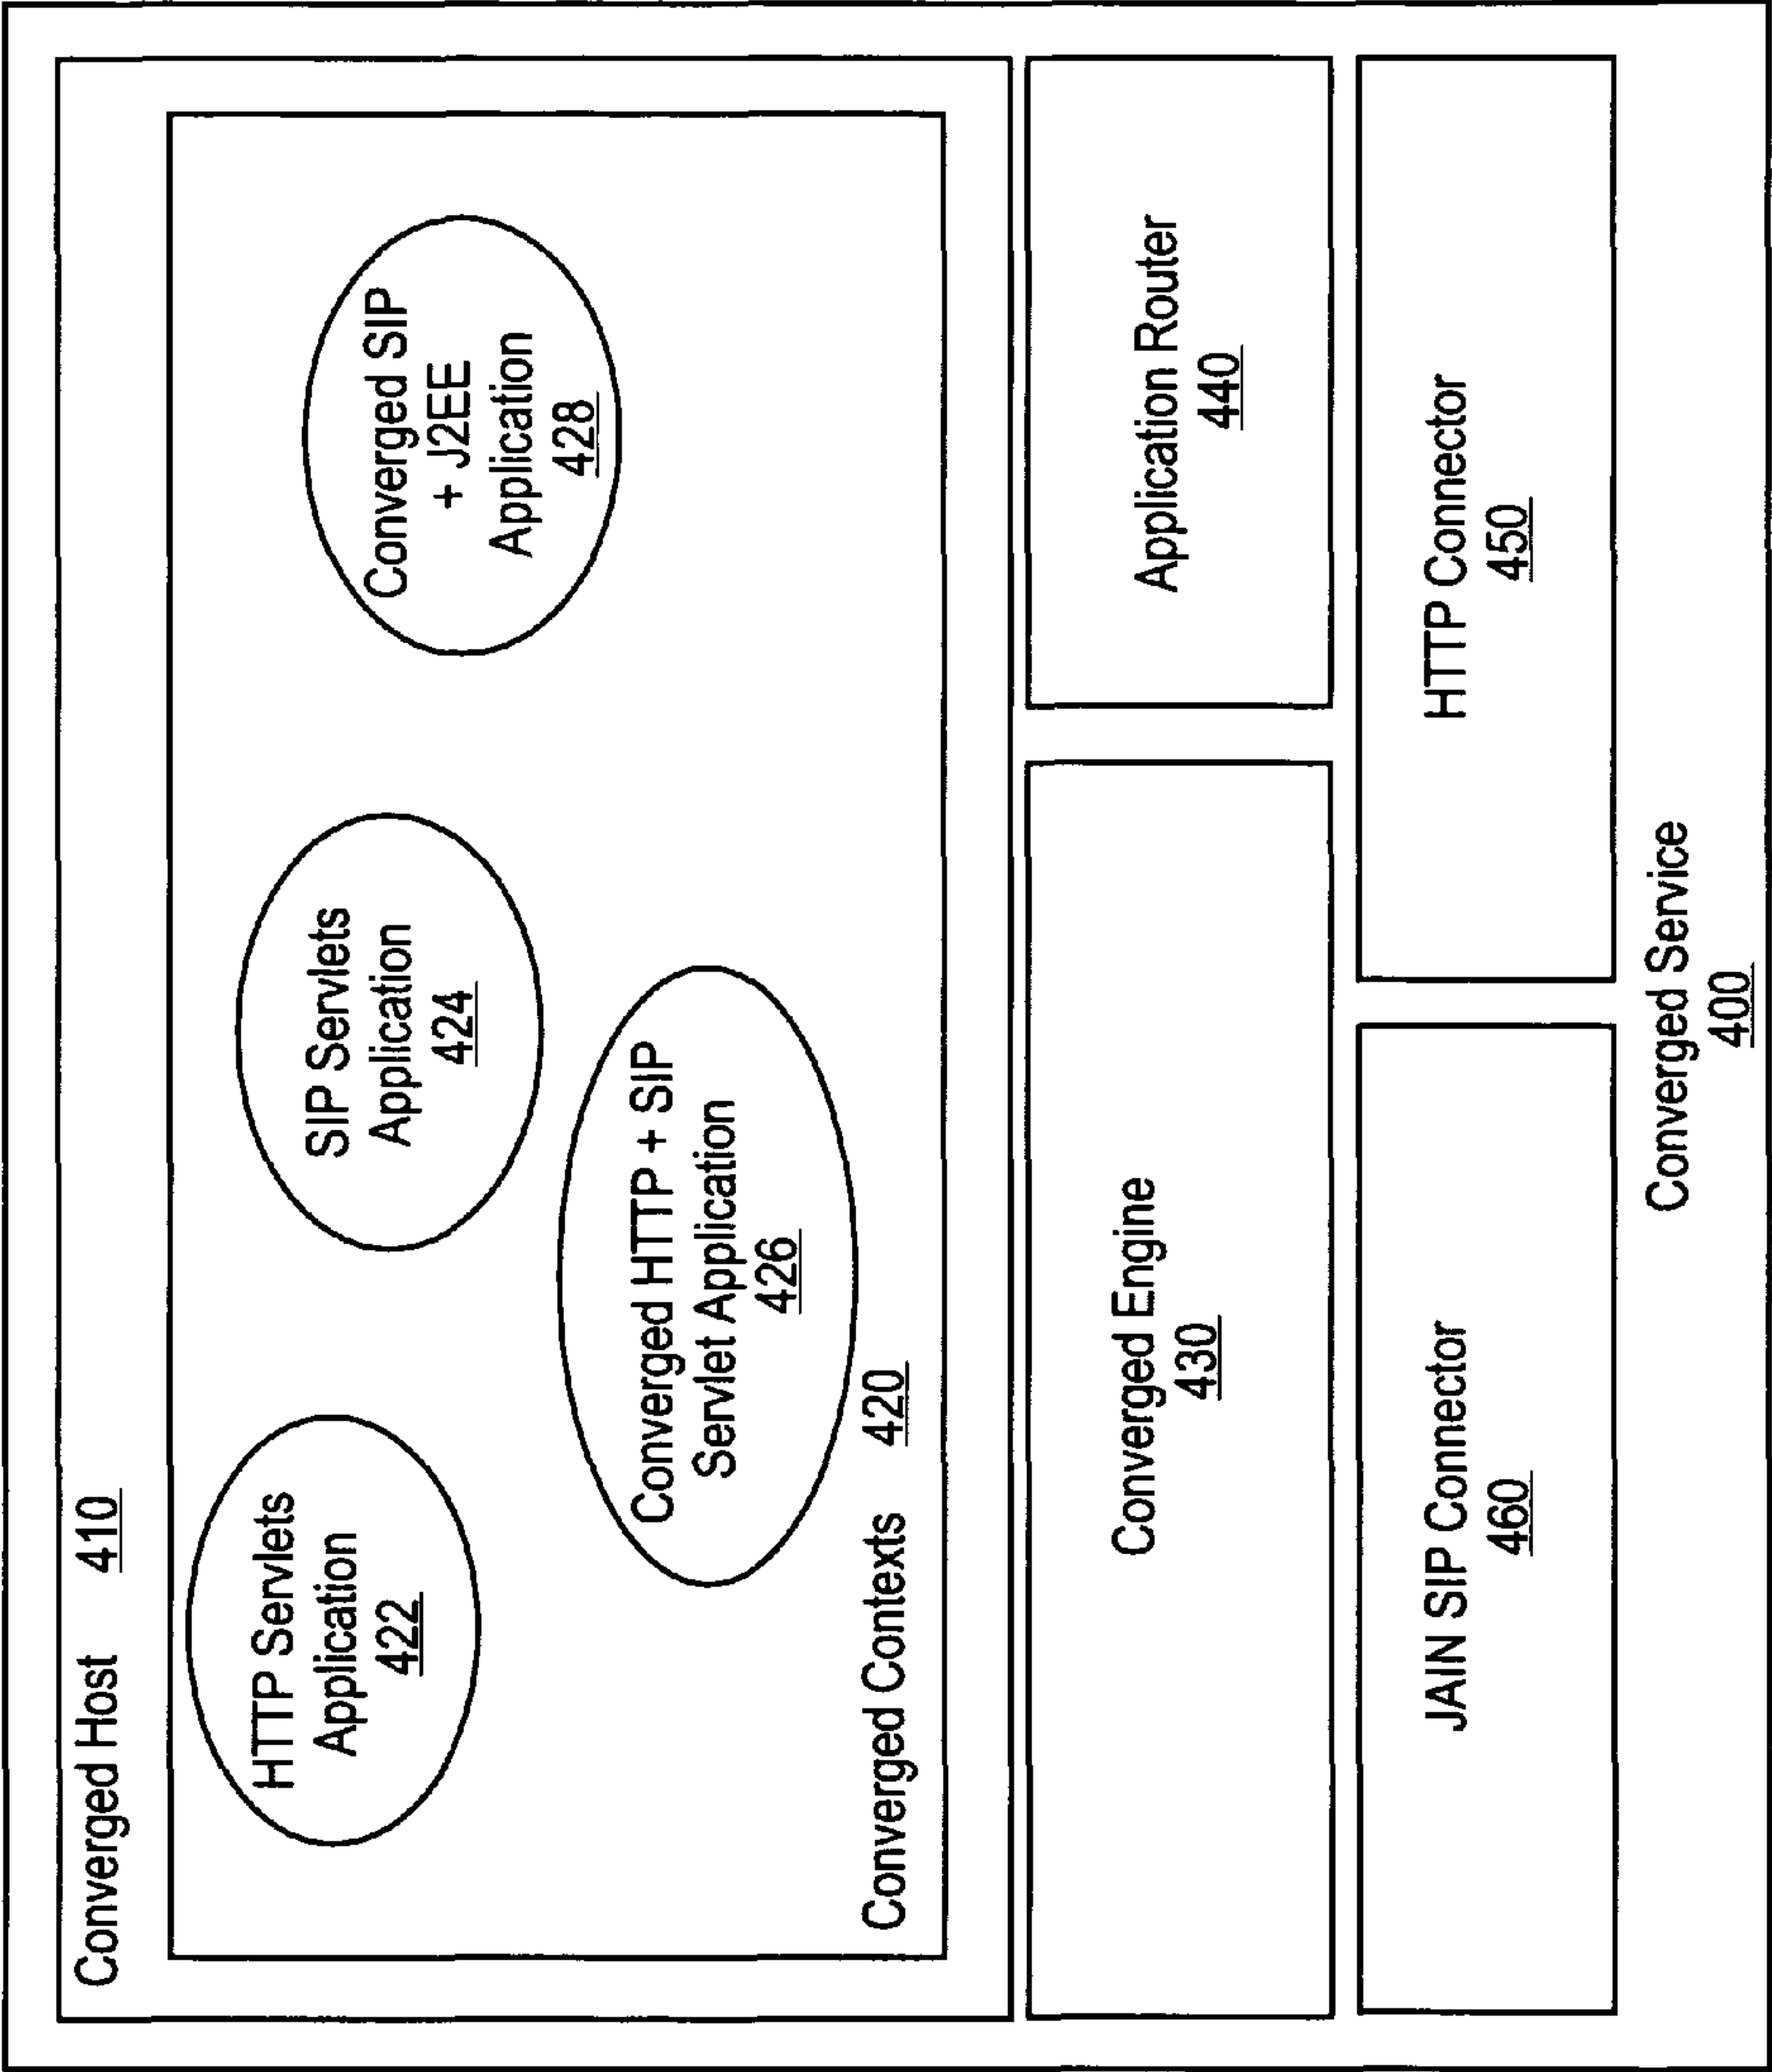 Converged Host 410
HTTP Servlets
Application
422
SIP Servlets
Application
424
Converged SIP
+ J2EE
Application
428
Converged HTTP + SIP
Servlet Application
426
Converged Contexts 420
Converged Engine
430
Application Router
440
JAIN SIP Connector
460
HTTP Connector
450
Converged Service
400